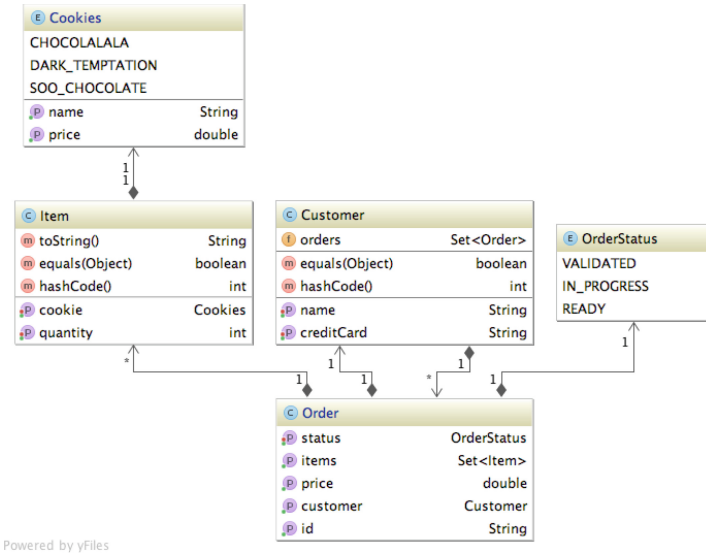 E Cookies
CHOCOLALALA
DARK_TEMPTATION
SOO_CHOCOLATE
P name String
P price double
1
1
C Item
m toString() String
m equals(Object) boolean
m hashCode() int
P cookie Cookies
P quantity int
C Customer
f orders Set<Order>
m equals(Object) boolean
m hashCode() int
P name String
P creditCard String
E OrderStatus
VALIDATED
IN_PROGRESS
READY
* 1 1 1 * 1 1 1
C Order
P status OrderStatus
P items Set<Item>
P price double
P customer Customer
P id String
Powered by yFiles